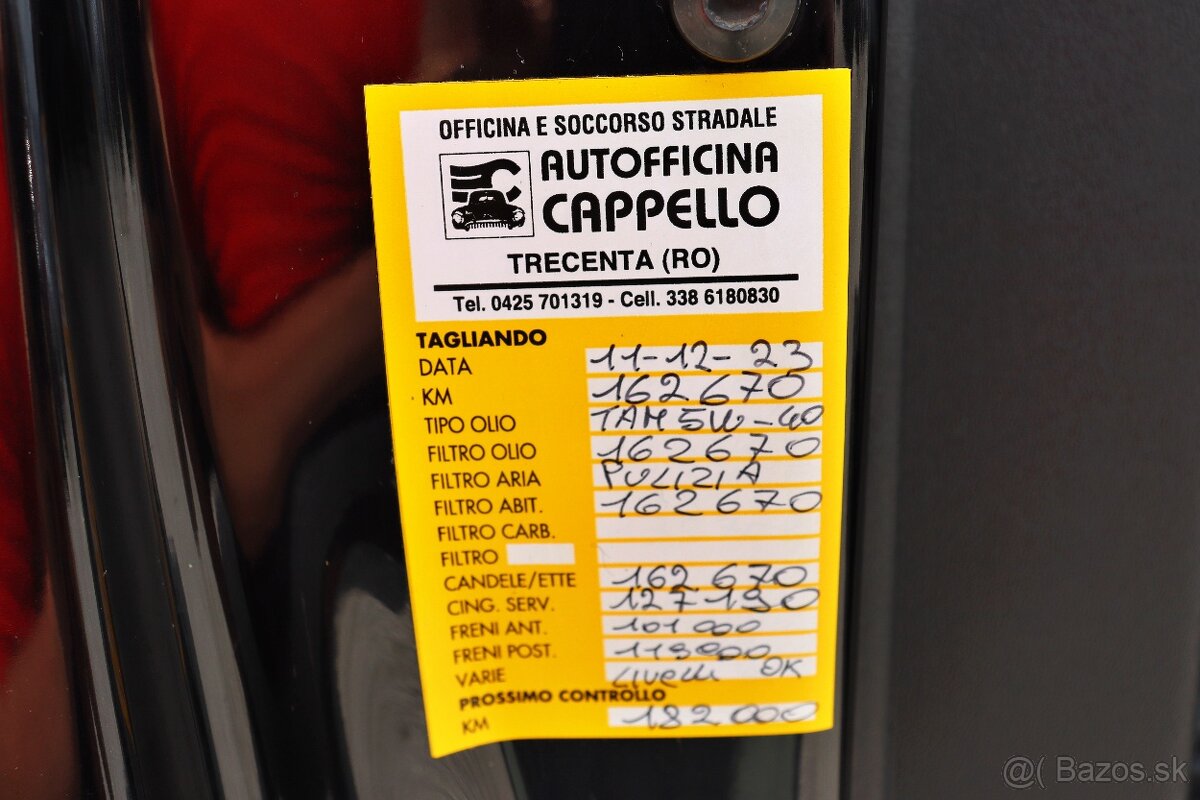 OFFICINA E SOCCORSO STRADALE
AUTOFFICINA
CAPPELLO
TRECENTA (RO)
Tel. 0425 701319 - Cell. 338 6180830
TAGLIANDO
DATA 11-12-23
KM 162670
TIPO OLIO TAM 5W-40
FILTRO OLIO 162670
FILTRO ARIA PULIZIA
FILTRO ABIT. 162670
FILTRO CARB.
FILTRO
CANDELE/ETTE 162670
CING. SERV. 127190
FRENI ANT. 101000
FRENI POST. 119000
VARIE Livelli OK
PROSSIMO CONTROLLO
KM 182000
@( Bazos.sk